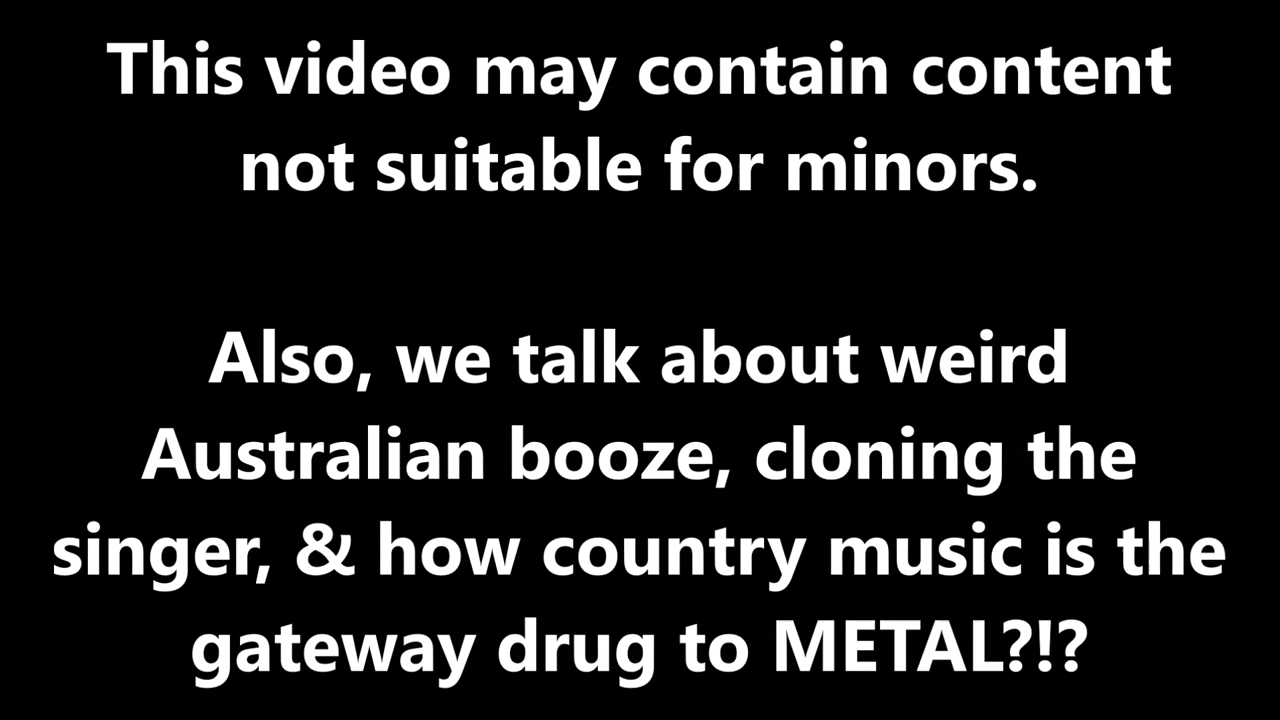 This video may contain content
not suitable for minors.
Also, we talk about weird
Australian booze, cloning the
singer, & how country music is the
gateway drug to METAL?!?